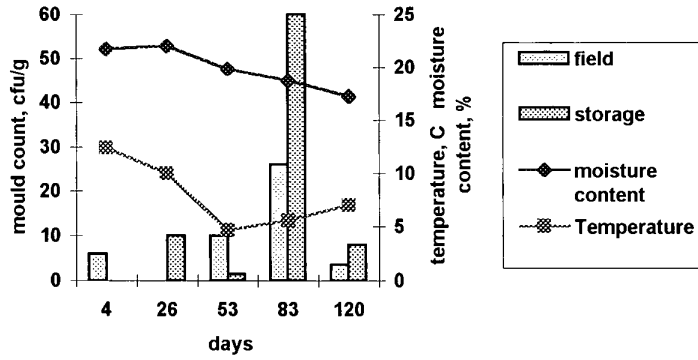 mould count, cfu/g
60
50
40
30
20
10
0
4 26 53 83 120
days
25
20
15
10
5
0
temperature, C moisture
content, %
field
storage
moisture
content
Temperature